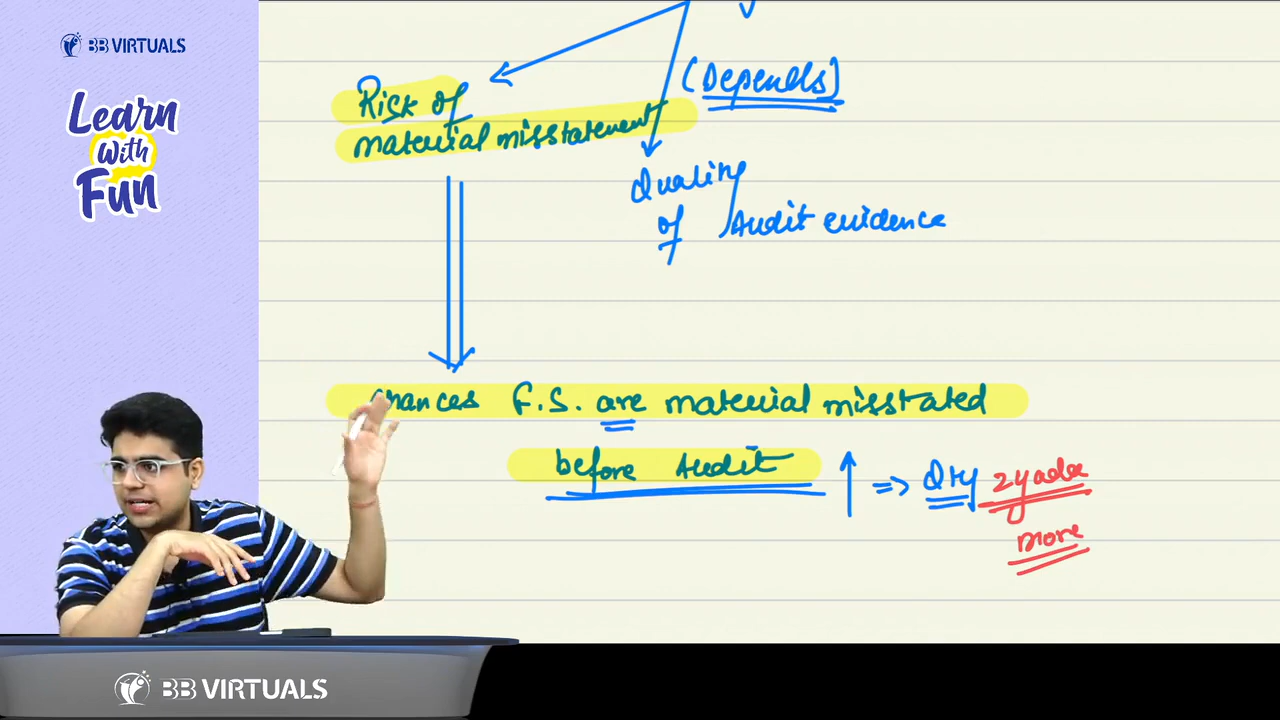 BB VIRTUALS
Learn
With
Fun
(Depends)
Risk of
material misstatement
Quality
of Audit evidence
chances F.S. are material misstated
before Audit ↑ => Qty zyada
more
BB VIRTUALS